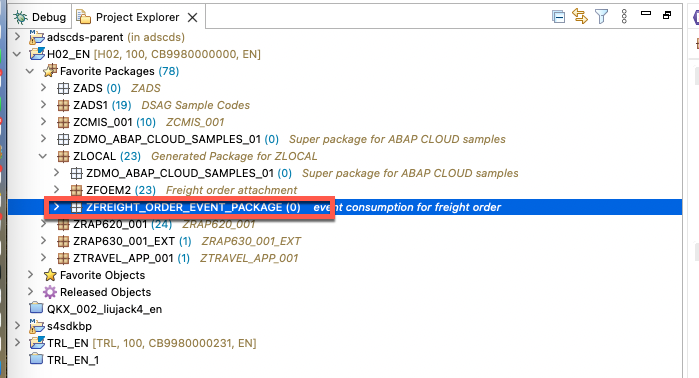 Debug Project Explorer
adscds-parent (in adscds)
H02_EN [H02, 100, CB9980000000, EN]
Favorite Packages (78)
ZADS (0) ZADS
ZADS1 (19) DSAG Sample Codes
ZCMIS_001 (10) ZCMIS_001
ZDMO_ABAP_CLOUD_SAMPLES_01 (0) Super package for ABAP CLOUD samples
ZLOCAL (23) Generated Package for ZLOCAL
ZDMO_ABAP_CLOUD_SAMPLES_01 (0) Super package for ABAP CLOUD samples
ZFOEM2 (23) Freight order attachment
ZFREIGHT_ORDER_EVENT_PACKAGE (0) event consumption for freight order
ZRAP620_001 (24) ZRAP620_001
ZRAP630_001_EXT (1) ZRAP630_001_EXT
ZTRAVEL_APP_001 (1) ZTRAVEL_APP_001
Favorite Objects
Released Objects
QKX_002_liujack4_en
s4sdkbp
TRL_EN [TRL, 100, CB9980000231, EN]
TRL_EN_1